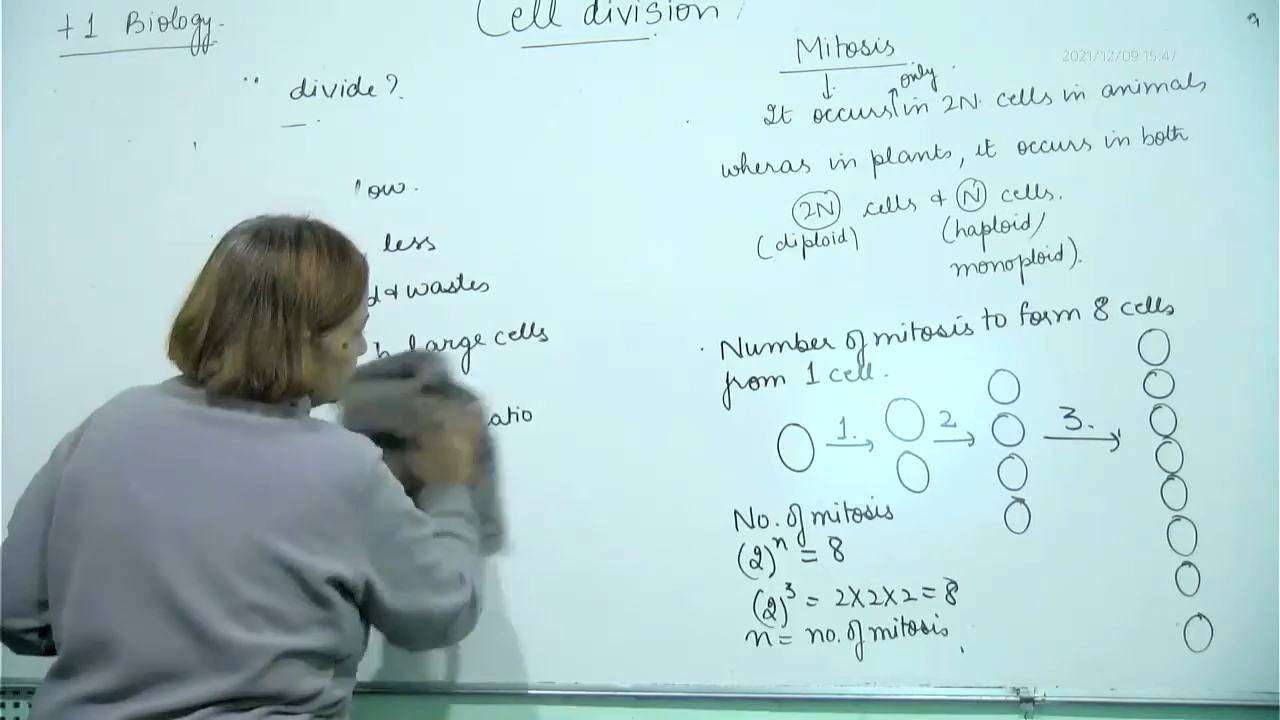 +1 Biology
Cell division
divide?
low.
less
& wastes
large cells
Mitosis
2021/12/09 15:47
only
It occurs in 2N cells in animals
wheras in plants, it occurs in both
2N cells & N cells.
(diploid) (haploid/
monoploid).
Number of mitosis to form 8 cells
from 1 cell.
1. 2 3.
No. of mitosis
(2)ⁿ = 8
(2)³ = 2X2X2 = 8
n = no. of mitosis